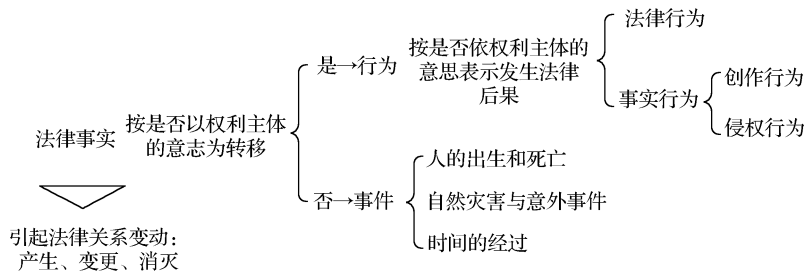 法律事实
引起法律关系变动：
产生、变更、消灭
按是否以权利主体
的意志为转移
是→行为
按是否依权利主体的
意思表示发生法律
后果
法律行为
事实行为
创作行为
侵权行为
否→事件
人的出生和死亡
自然灾害与意外事件
时间的经过